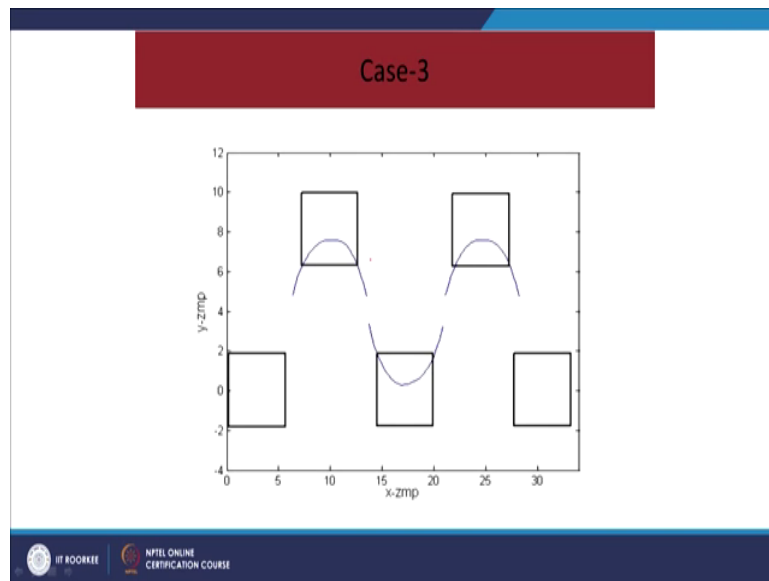 Case-3
12
10
8
6
4
2
0
-2
-4
y-zmp
0 5 10 15 20 25 30
x-zmp
IIT ROORKEE
NPTEL ONLINE
CERTIFICATION COURSE